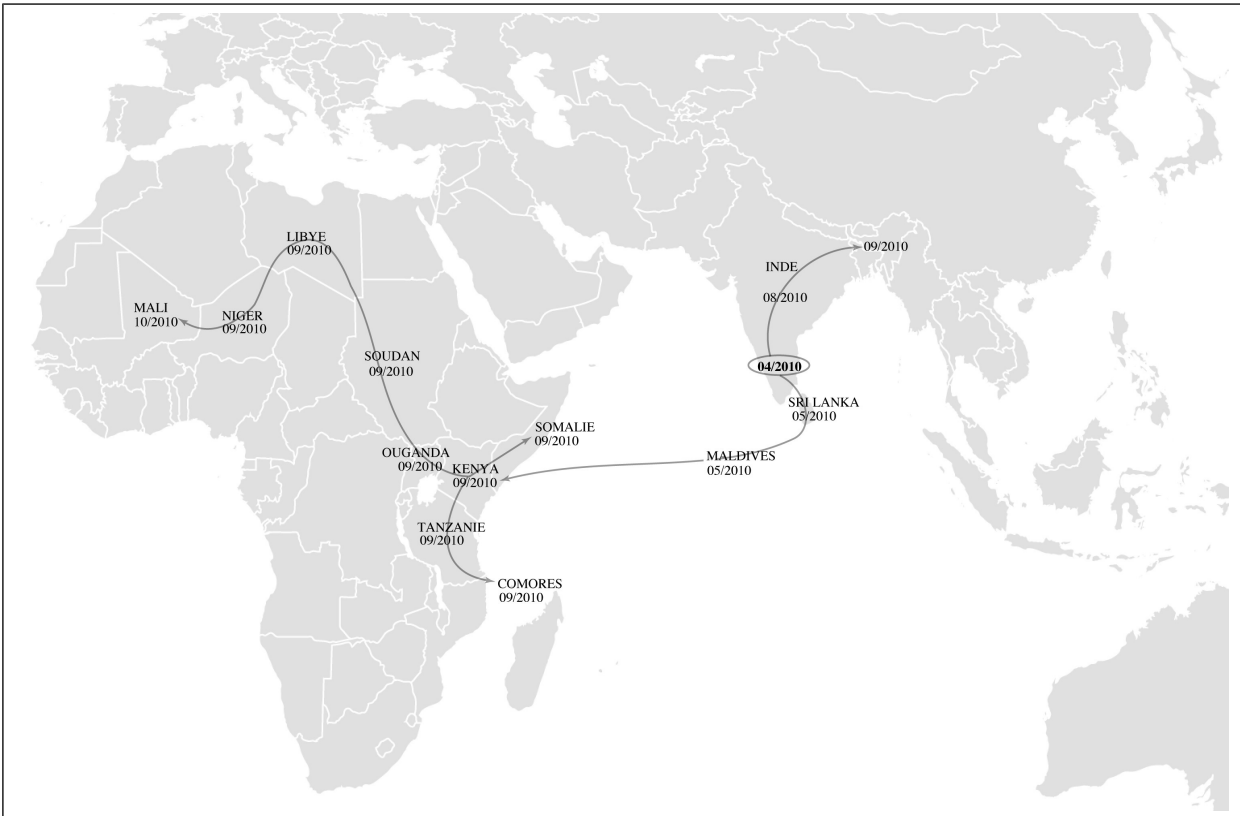 LIBYE
09/2010
09/2010
INDE
08/2010
MALI
10/2010
NIGER
09/2010
SOUDAN
09/2010
04/2010
SRI LANKA
05/2010
SOMALIE
09/2010
OUGANDA
09/2010
KENYA
09/2010
MALDIVES
05/2010
TANZANIE
09/2010
COMORES
09/2010